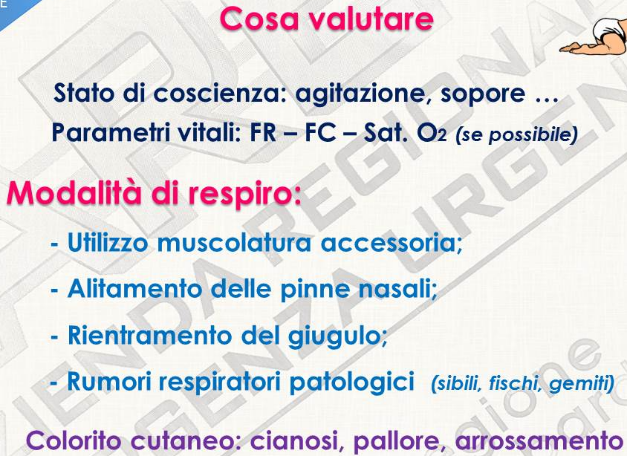 E
Cosa valutare
Stato di coscienza: agitazione, sopore ...
Parametri vitali: FR – FC – Sat. O2 (se possibile)
Modalità di respiro:
- Utilizzo muscolatura accessoria;
- Alitamento delle pinne nasali;
- Rientramento del giugulo;
- Rumori respiratori patologici (sibili, fischi, gemiti)
Colorito cutaneo: cianosi, pallore, arrossamento